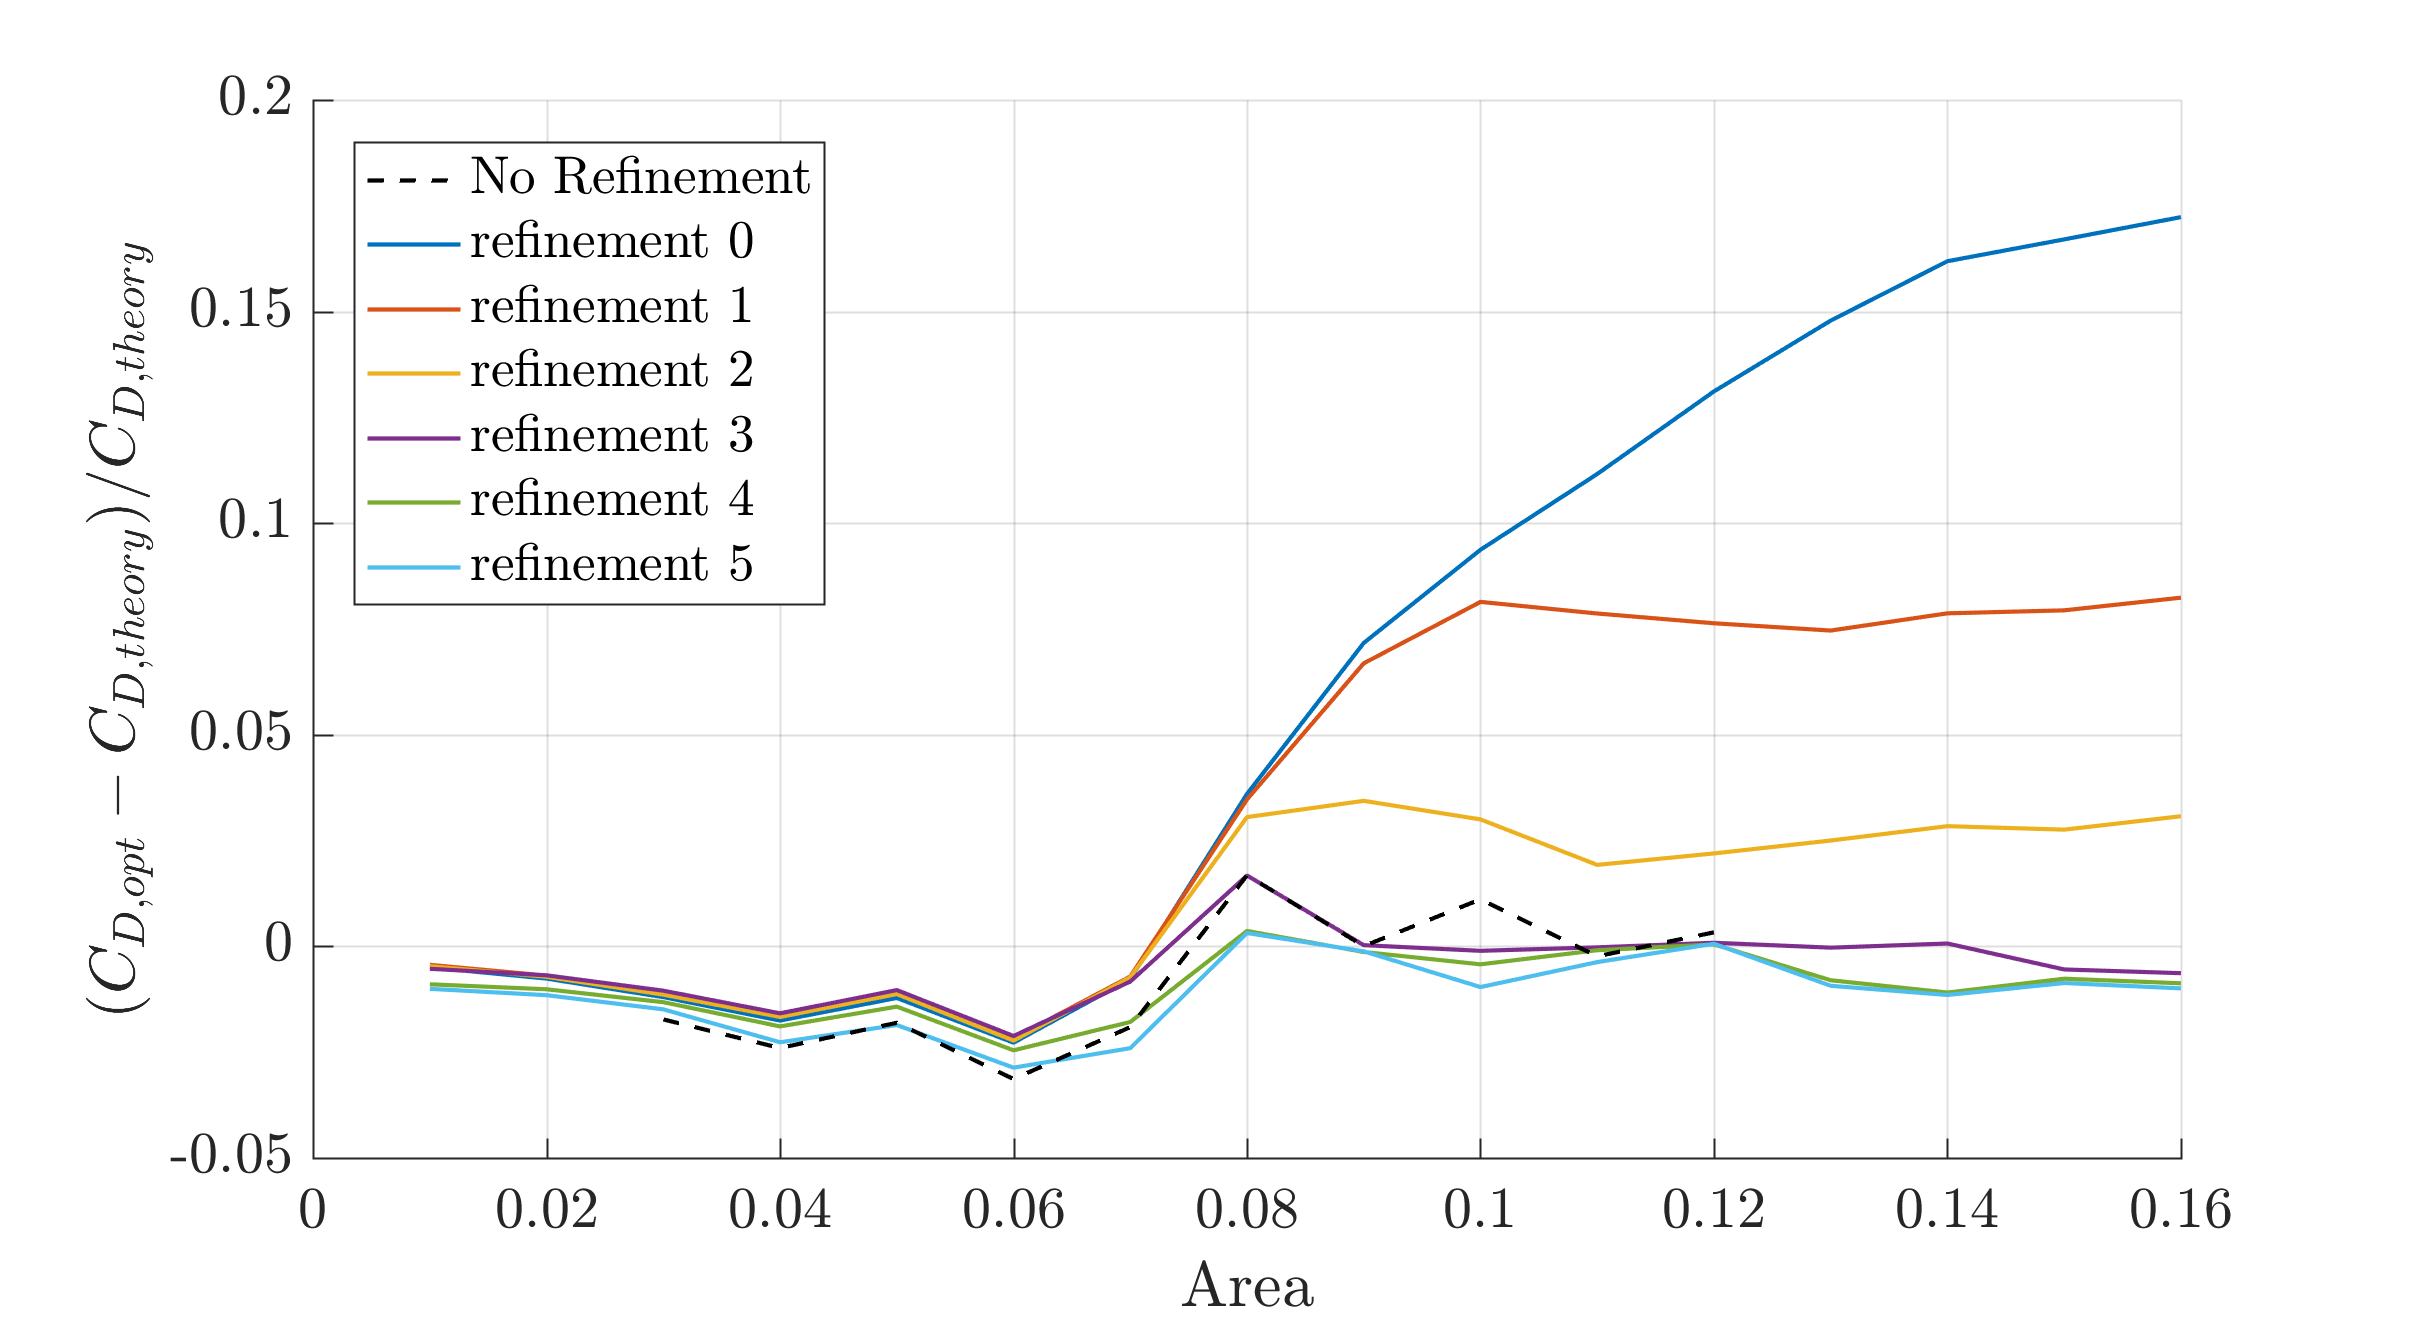 (C_{D,opt} − C_{D,theory})/C_{D,theory}
0.2
0.15
0.1
0.05
0
-0.05
No Refinement
refinement 0
refinement 1
refinement 2
refinement 3
refinement 4
refinement 5
0 0.02 0.04 0.06 0.08 0.1 0.12 0.14 0.16
Area